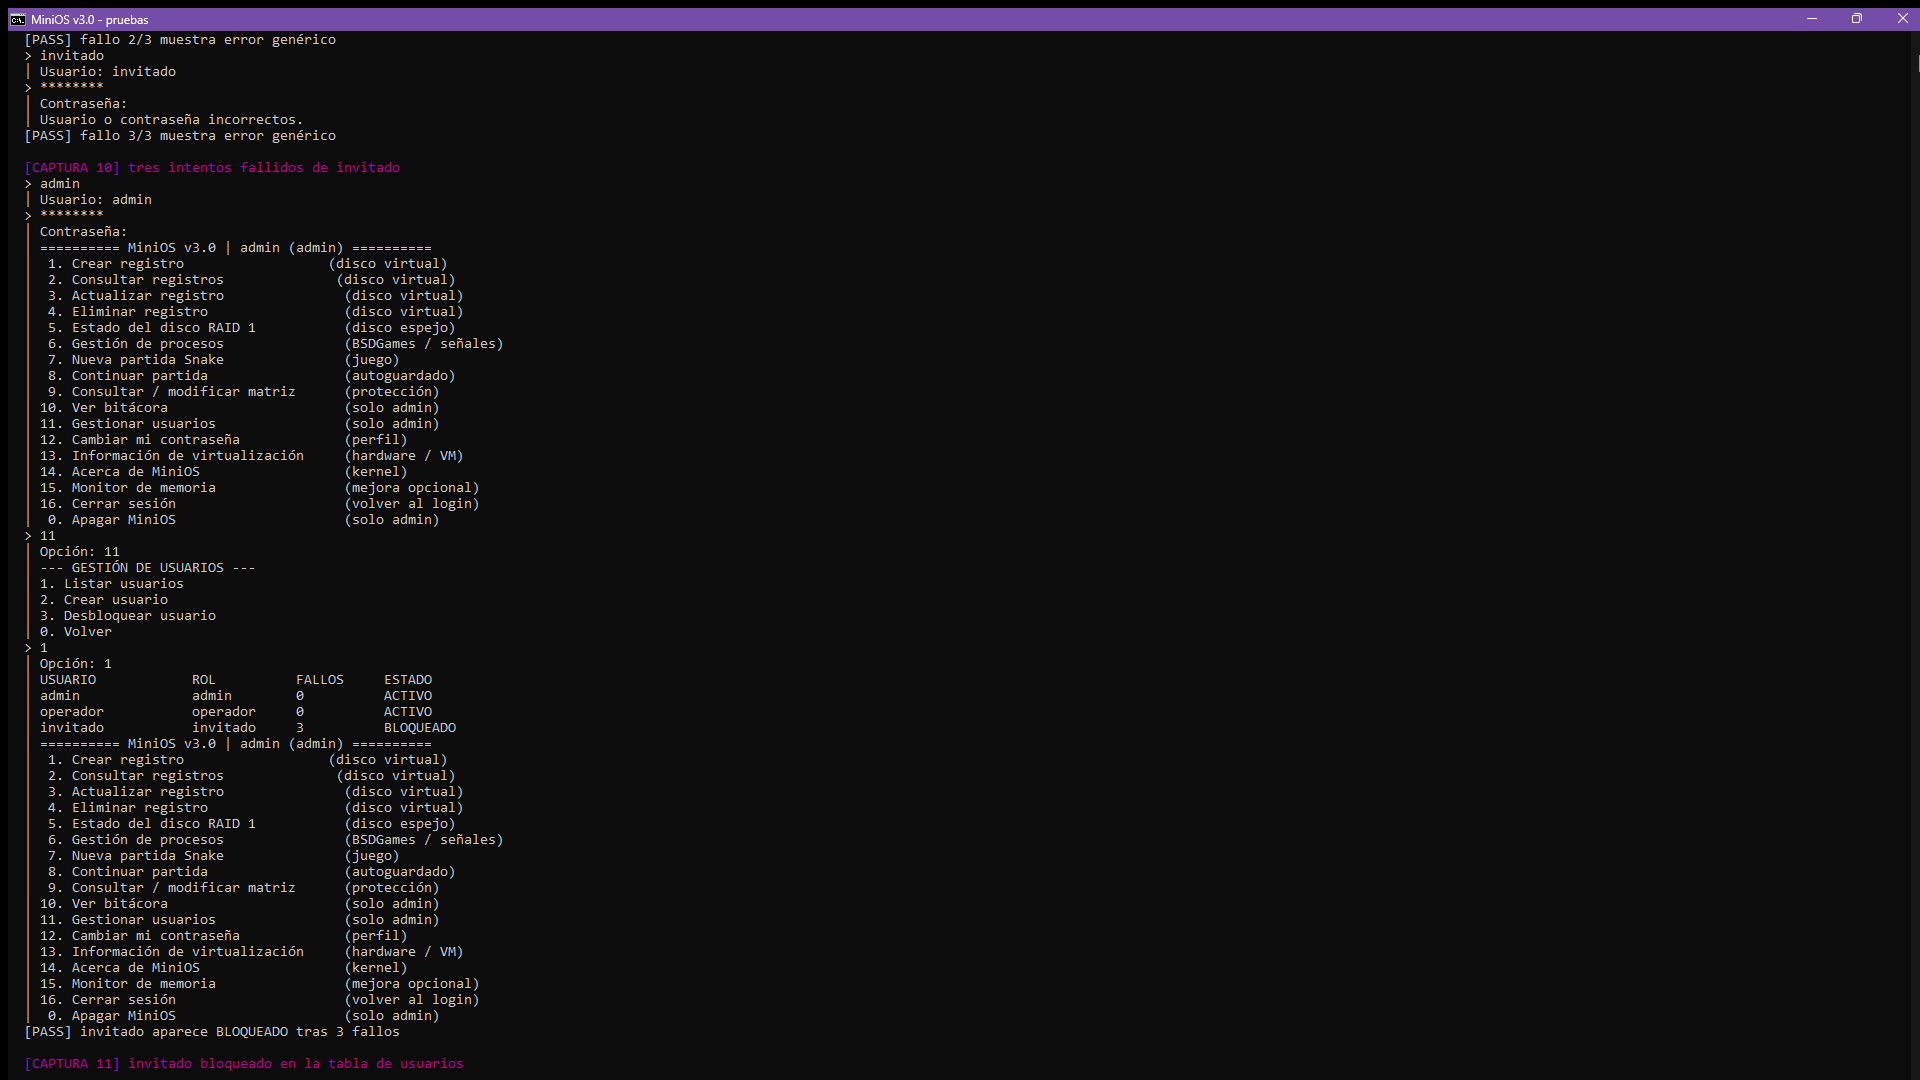 MiniOS v3.0 - pruebas
[PASS] fallo 2/3 muestra error genérico
> invitado
| Usuario: invitado
> ********
| Contraseña:
| Usuario o contraseña incorrectos.
[PASS] fallo 3/3 muestra error genérico
[CAPTURA 10] tres intentos fallidos de invitado
> admin
| Usuario: admin
> ********
| Contraseña:
| ========== MiniOS v3.0 | admin (admin) ==========
|  1. Crear registro                  (disco virtual)
|  2. Consultar registros              (disco virtual)
|  3. Actualizar registro               (disco virtual)
|  4. Eliminar registro                 (disco virtual)
|  5. Estado del disco RAID 1           (disco espejo)
|  6. Gestión de procesos               (BSDGames / señales)
|  7. Nueva partida Snake               (juego)
|  8. Continuar partida                 (autoguardado)
|  9. Consultar / modificar matriz      (protección)
| 10. Ver bitácora                      (solo admin)
| 11. Gestionar usuarios                (solo admin)
| 12. Cambiar mi contraseña             (perfil)
| 13. Información de virtualización     (hardware / VM)
| 14. Acerca de MiniOS                  (kernel)
| 15. Monitor de memoria                (mejora opcional)
| 16. Cerrar sesión                     (volver al login)
|  0. Apagar MiniOS                     (solo admin)
> 11
| Opción: 11
| --- GESTIÓN DE USUARIOS ---
| 1. Listar usuarios
| 2. Crear usuario
| 3. Desbloquear usuario
| 0. Volver
> 1
| Opción: 1
| USUARIO            ROL          FALLOS     ESTADO
| admin              admin        0          ACTIVO
| operador           operador     0          ACTIVO
| invitado           invitado     3          BLOQUEADO
| ========== MiniOS v3.0 | admin (admin) ==========
|  1. Crear registro                  (disco virtual)
|  2. Consultar registros              (disco virtual)
|  3. Actualizar registro               (disco virtual)
|  4. Eliminar registro                 (disco virtual)
|  5. Estado del disco RAID 1           (disco espejo)
|  6. Gestión de procesos               (BSDGames / señales)
|  7. Nueva partida Snake               (juego)
|  8. Continuar partida                 (autoguardado)
|  9. Consultar / modificar matriz      (protección)
| 10. Ver bitácora                      (solo admin)
| 11. Gestionar usuarios                (solo admin)
| 12. Cambiar mi contraseña             (perfil)
| 13. Información de virtualización     (hardware / VM)
| 14. Acerca de MiniOS                  (kernel)
| 15. Monitor de memoria                (mejora opcional)
| 16. Cerrar sesión                     (volver al login)
|  0. Apagar MiniOS                     (solo admin)
[PASS] invitado aparece BLOQUEADO tras 3 fallos
[CAPTURA 11] invitado bloqueado en la tabla de usuarios